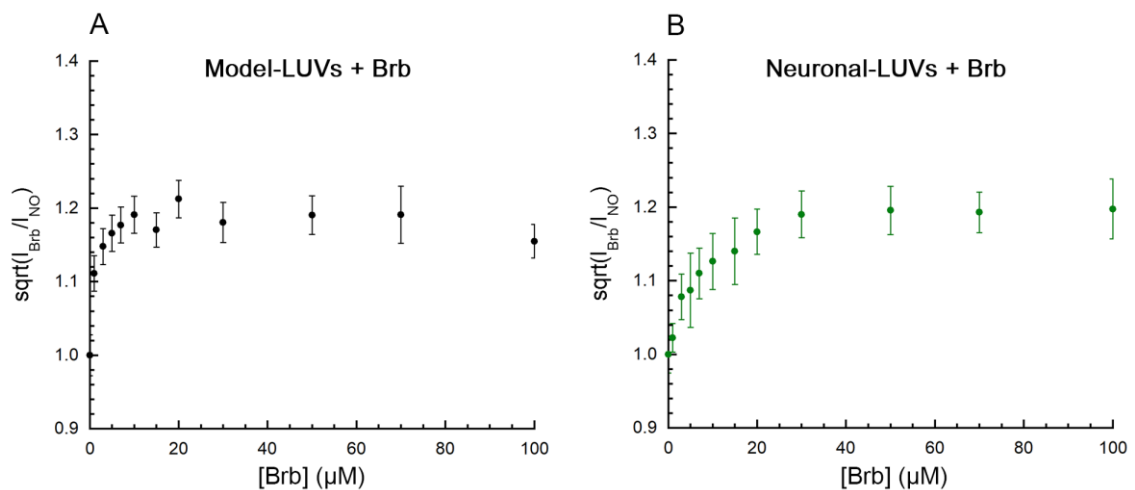 A
Model-LUVs + Brb
1.4
1.3
1.2
1.1
1.0
0.9
sqrt(I_Brb/I_NO)
0 20 40 60 80 100
[Brb] (µM)
B
Neuronal-LUVs + Brb
1.4
1.3
1.2
1.1
1.0
0.9
sqrt(I_Brb/I_NO)
0 20 40 60 80 100
[Brb] (µM)